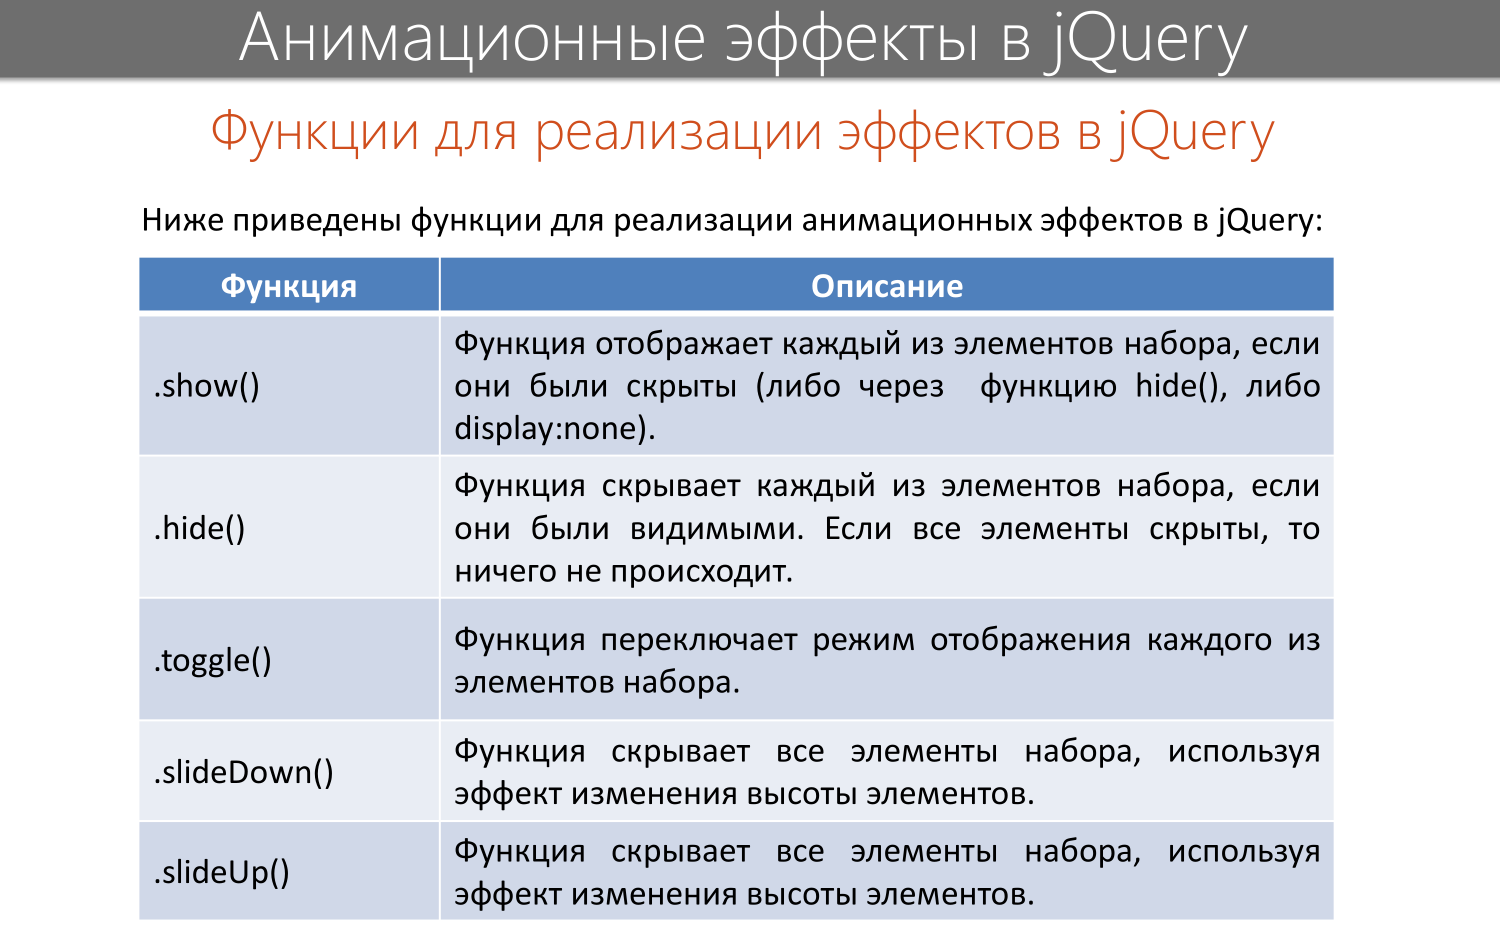 Анимационные эффекты в jQuery
Функции для реализации эффектов в jQuery
Ниже приведены функции для реализации анимационных эффектов в jQuery:
Функция
Описание
.show()
Функция отображает каждый из элементов набора, если
они были скрыты (либо через функцию hide(), либо
display:none).
.hide()
Функция скрывает каждый из элементов набора, если
они были видимыми. Если все элементы скрыты, то
ничего не происходит.
.toggle()
Функция переключает режим отображения каждого из
элементов набора.
.slideDown()
Функция скрывает все элементы набора, используя
эффект изменения высоты элементов.
.slideUp()
Функция скрывает все элементы набора, используя
эффект изменения высоты элементов.